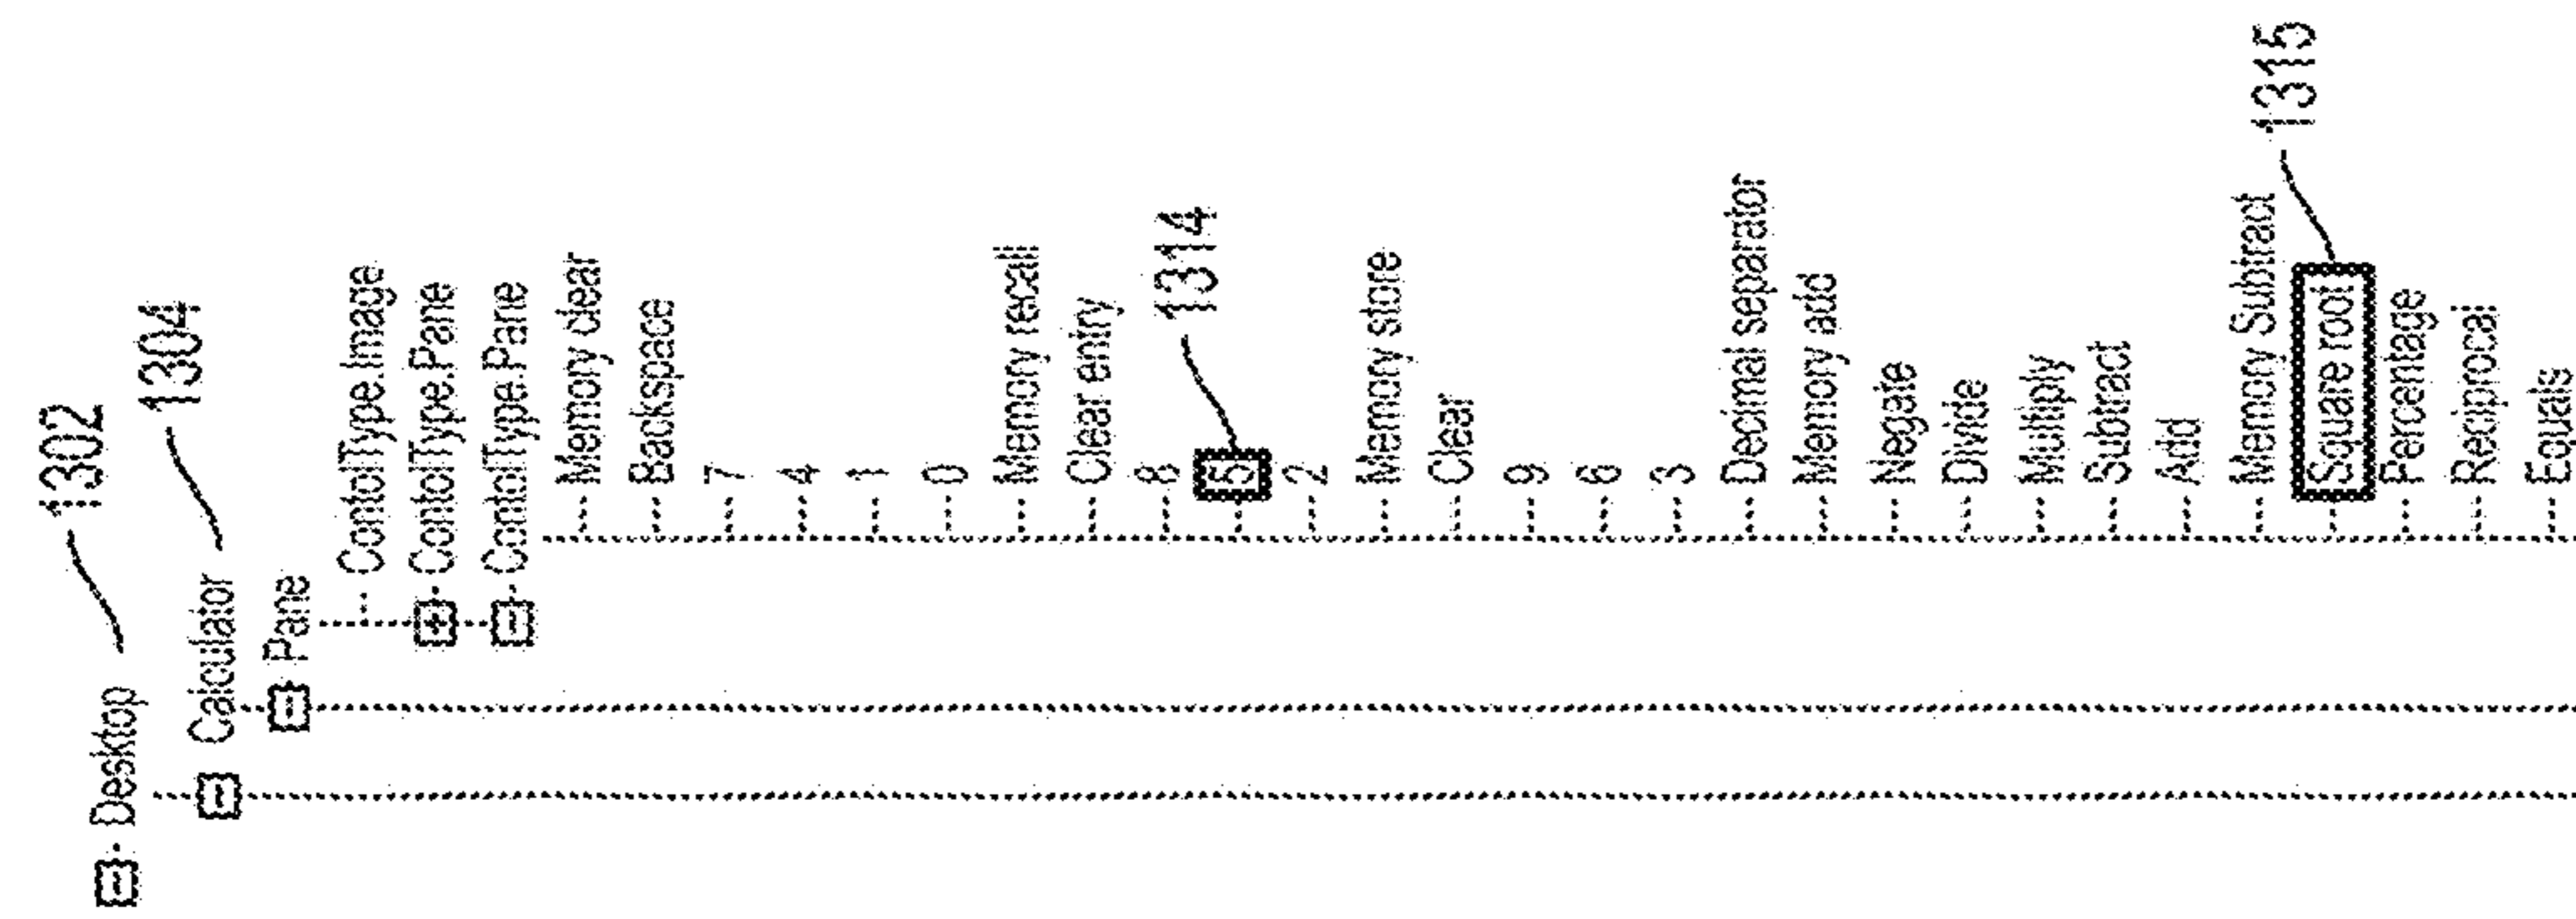 Desktop 1302
Calculator 1304
Pane
ContolType.Image
ContolType.Pane
ContolType.Pane
Memory clear
Backspace
7
4
1
0
Memory recall
Clear entry
8
5 1314
2
Memory store
Clear
9
6
3
Decimal separator
Memory add
Negate
Divide
Multiply
Subtract
Add
Memory Subtract
Square root 1315
Percentage
Reciprocal
Equals